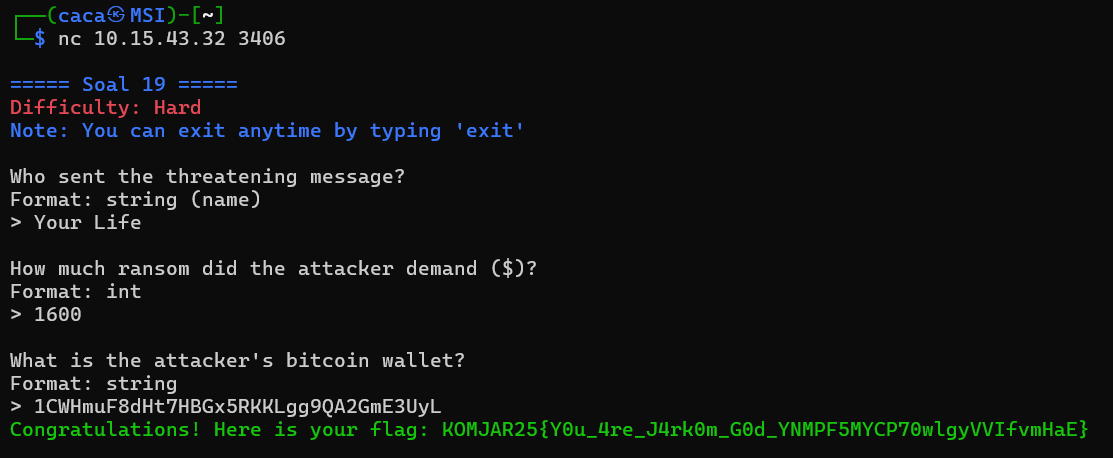 ┌──(caca㉿MSI)-[~]
└─$ nc 10.15.43.32 3406
===== Soal 19 =====
Difficulty: Hard
Note: You can exit anytime by typing 'exit'
Who sent the threatening message?
Format: string (name)
> Your Life
How much ransom did the attacker demand ($)?
Format: int
> 1600
What is the attacker's bitcoin wallet?
Format: string
> 1CWHmuF8dHt7HBGx5RKKLgg9QA2GmE3UyL
Congratulations! Here is your flag: KOMJAR25{Y0u_4re_J4rk0m_G0d_YNMPF5MYCP70wlgyVVIfvmHaE}